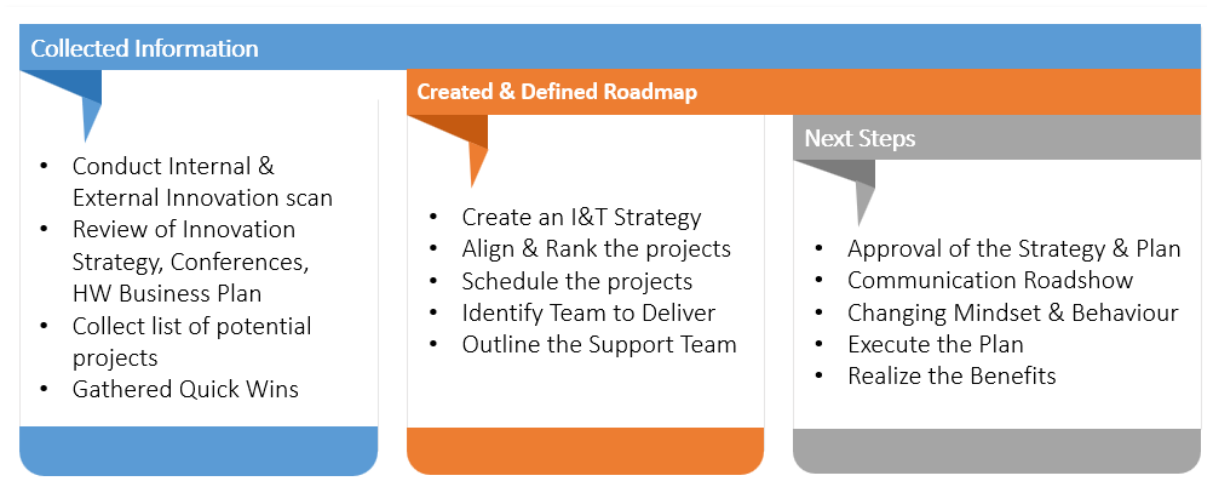 Collected Information
• Conduct Internal &
External Innovation scan
• Review of Innovation
Strategy, Conferences,
HW Business Plan
• Collect list of potential
projects
• Gathered Quick Wins
Created & Defined Roadmap
• Create an I&T Strategy
• Align & Rank the projects
• Schedule the projects
• Identify Team to Deliver
• Outline the Support Team
Next Steps
• Approval of the Strategy & Plan
• Communication Roadshow
• Changing Mindset & Behaviour
• Execute the Plan
• Realize the Benefits